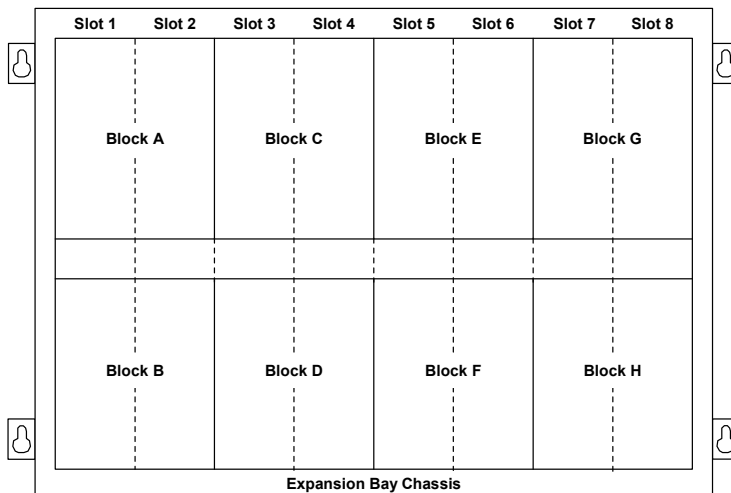 Slot 1 Slot 2 Slot 3 Slot 4 Slot 5 Slot 6 Slot 7 Slot 8
Block A Block C Block E Block G
Block B Block D Block F Block H
Expansion Bay Chassis